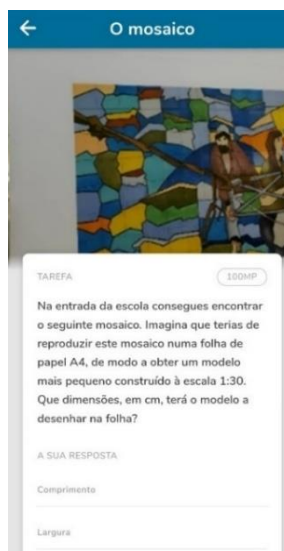 O mosaico
TAREFA
100MP
Na entrada da escola consegues encontrar
o seguinte mosaico. Imagina que terias de
reproduzir este mosaico numa folha de
papel A4, de modo a obter um modelo
mais pequeno construído à escala 1:30.
Que dimensões, em cm, terá o modelo a
desenhar na folha?
A SUA RESPOSTA
Comprimento
Largura